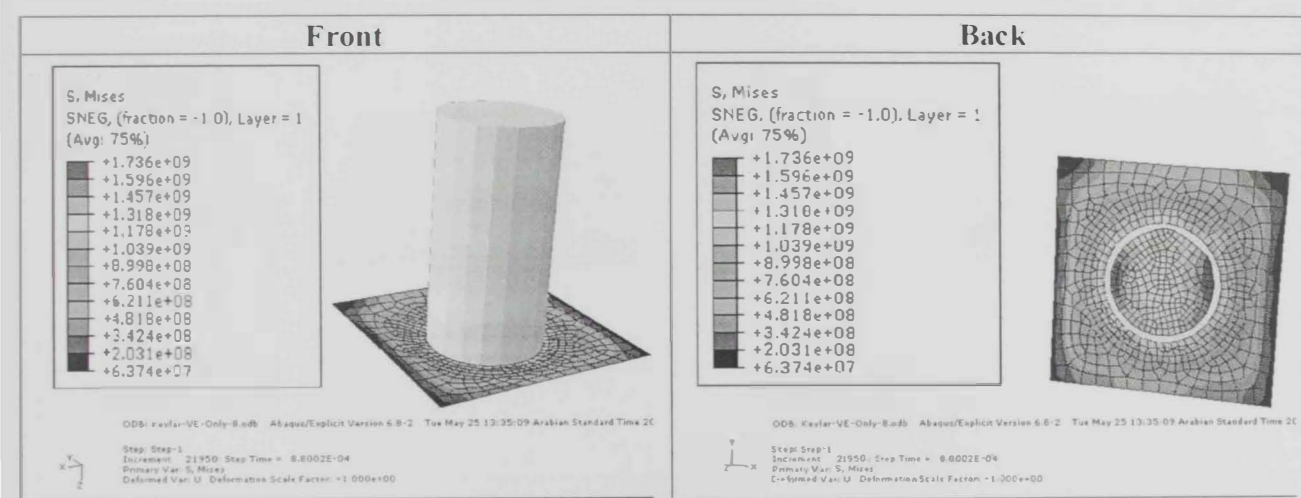 Front
S, Mises
SNEG, (fraction = -1.0), Layer = 1
(Avg: 75%)
+1.736e+09
+1.596e+09
+1.457e+09
+1.318e+09
+1.178e+09
+1.039e+09
+8.998e+08
+7.604e+08
+6.211e+08
+4.818e+08
+3.424e+08
+2.031e+08
+6.374e+07
ODB: Kevlar-VE-Only-8.odb Abaqus/Explicit Version 6.8-2 Tue May 25 13:35:09 Arabian Standard Time 20
Step: Step-1
Increment 21950: Step Time = 8.8002E-04
Primary Var: S, Mises
Deformed Var: U Deformation Scale Factor: +1.000e+00
Y
X
Z
Back
S, Mises
SNEG, (fraction = -1.0), Layer = 1
(Avg: 75%)
+1.736e+09
+1.596e+09
+1.457e+09
+1.318e+09
+1.178e+09
+1.039e+09
+8.998e+08
+7.604e+08
+6.211e+08
+4.818e+08
+3.424e+08
+2.031e+08
+6.374e+07
ODB: Kevlar-VE-Only-8.odb Abaqus/Explicit Version 6.8-2 Tue May 25 13:35:09 Arabian Standard Time 20
Step: Step-1
Increment 21950: Step Time = 8.8002E-04
Primary Var: S, Mises
Deformed Var: U Deformation Scale Factor: +1.000e+00
Y
Z
X